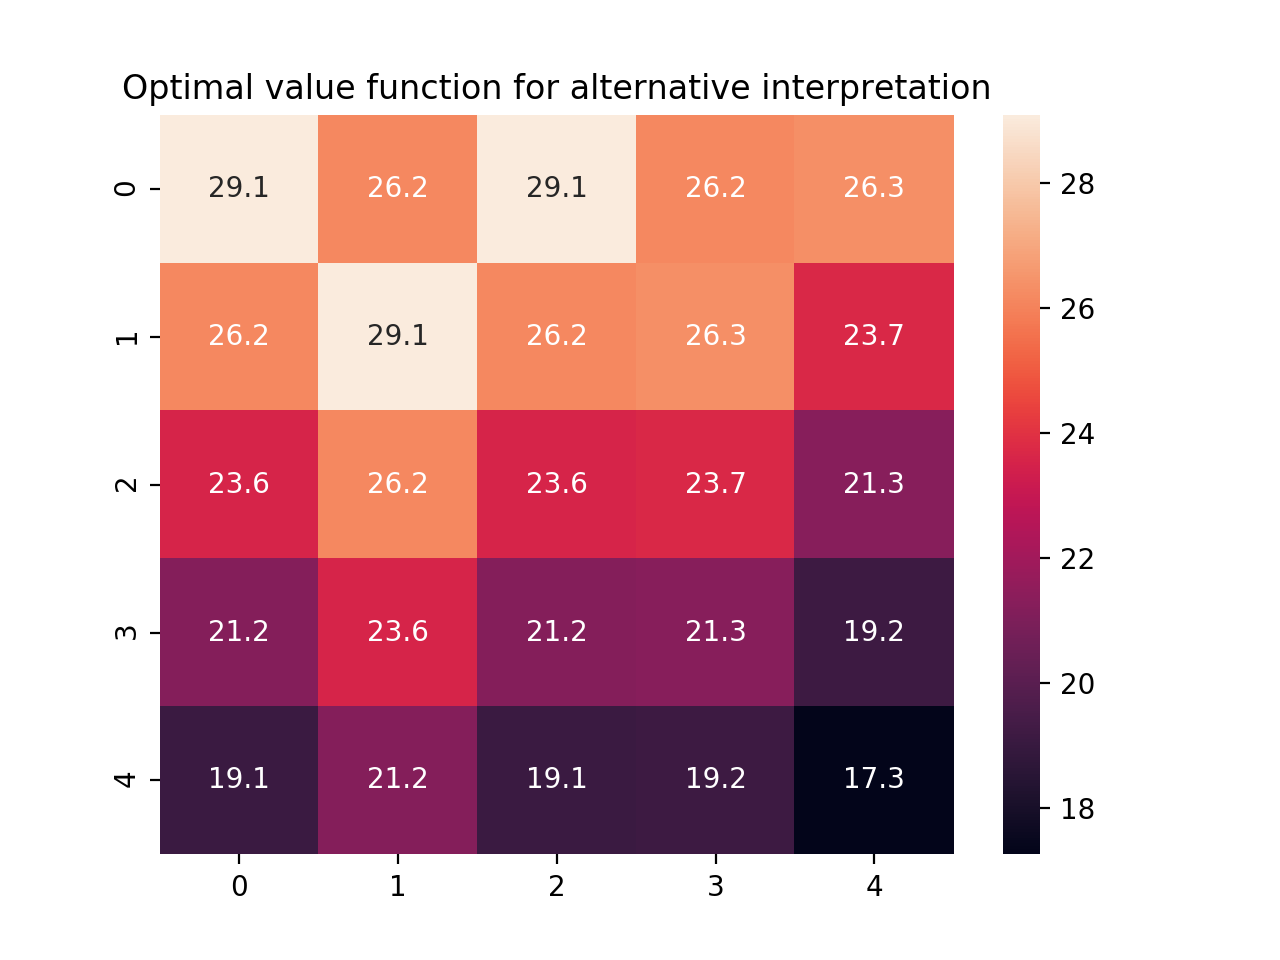 Optimal value function for alternative interpretation
0 29.1 26.2 29.1 26.2 26.3
1 26.2 29.1 26.2 26.3 23.7
2 23.6 26.2 23.6 23.7 21.3
3 21.2 23.6 21.2 21.3 19.2
4 19.1 21.2 19.1 19.2 17.3
0 1 2 3 4
28
26
24
22
20
18